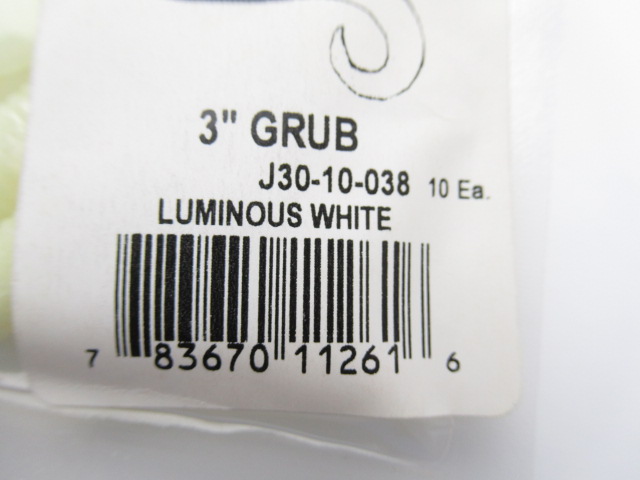 3" GRUB
J30-10-038 10 Ea.
LUMINOUS WHITE
7 83670 11261 6